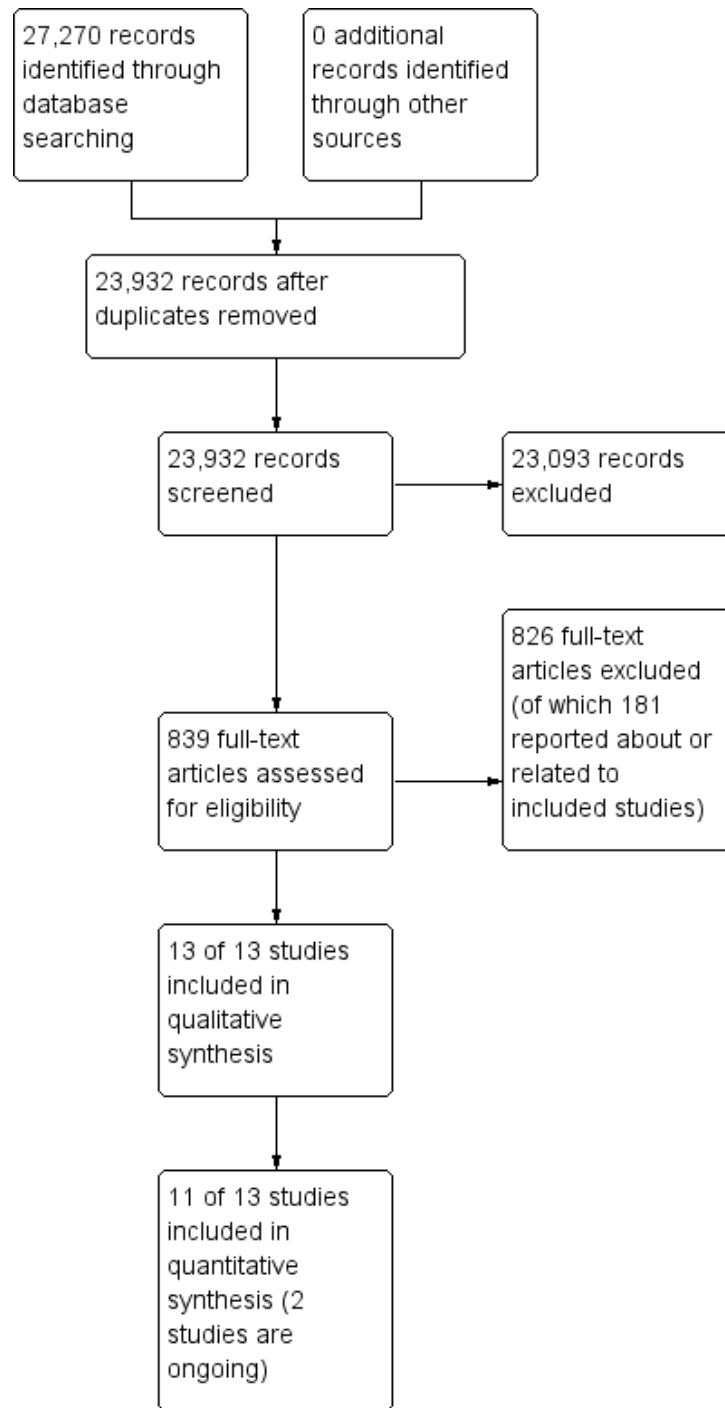 27,270 records
identified through
database
searching
0 additional
records identified
through other
sources
23,932 records after
duplicates removed
23,932 records
screened
23,093 records
excluded
839 full-text
articles assessed
for eligibility
826 full-text
articles excluded
(of which 181
reported about or
related to
included studies)
13 of 13 studies
included in
qualitative
synthesis
11 of 13 studies
included in
quantitative
synthesis (2
studies are
ongoing)